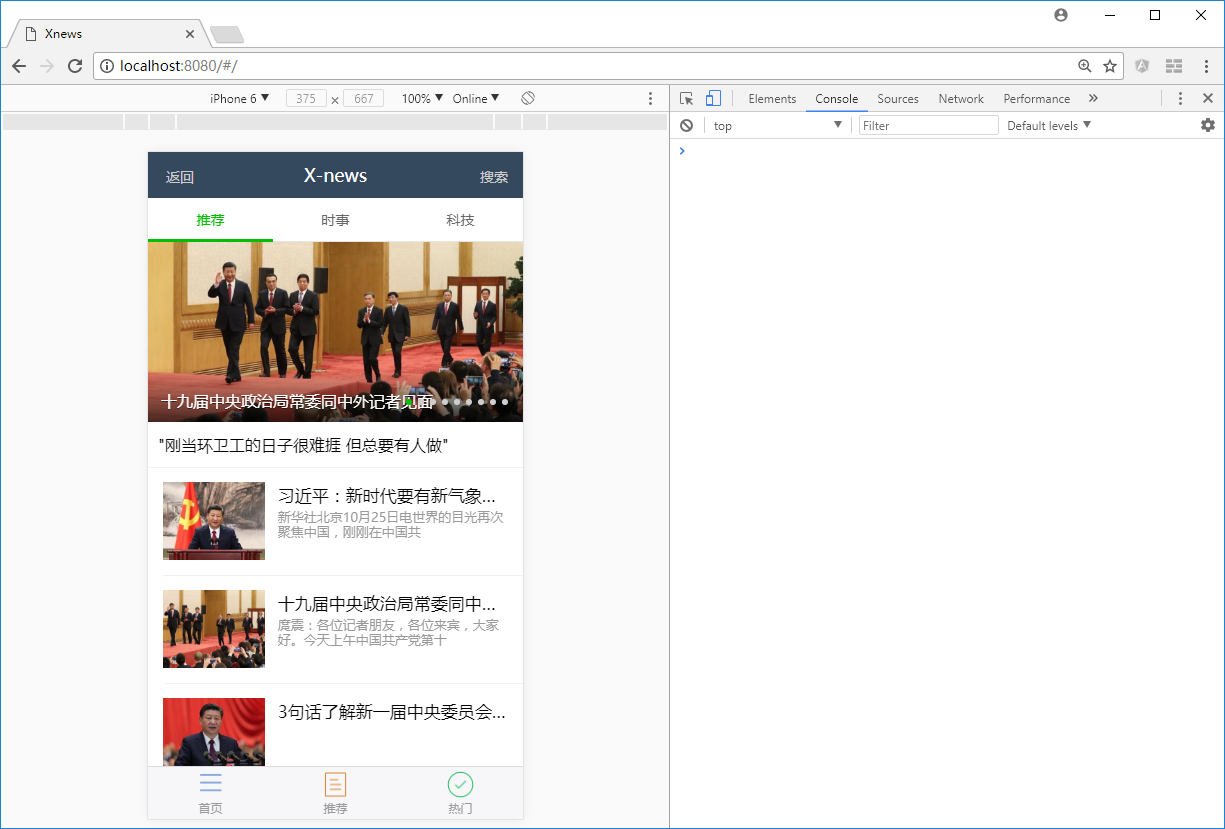 Xnews
localhost:8080/#/
iPhone 6 375 × 667 100% Online
Elements Console Sources Network Performance
top Filter Default levels
返回 X-news 搜索
推荐 时事 科技
十九届中央政治局常委同中外记者见面
"刚当环卫工的日子很难捱 但总要有人做"
习近平：新时代要有新气象...
新华社北京10月25日电世界的目光再次
聚焦中国，刚刚在中国共
十九届中央政治局常委同中...
庹震：各位记者朋友，各位来宾，大家
好。今天上午中国共产党第十
3句话了解新一届中央委员会...
首页 推荐 热门